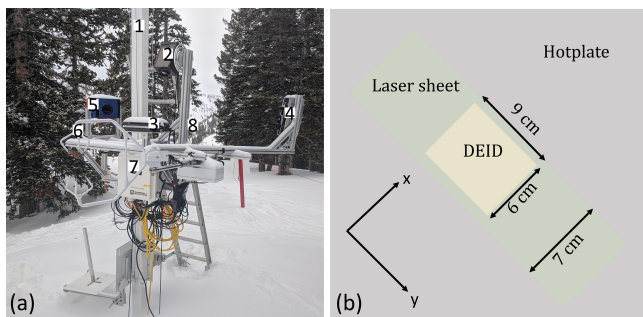 1
2
3
4
5
6
7
8
(a)
Hotplate
Laser sheet
9 cm
DEID
6 cm
7 cm
x
y
(b)